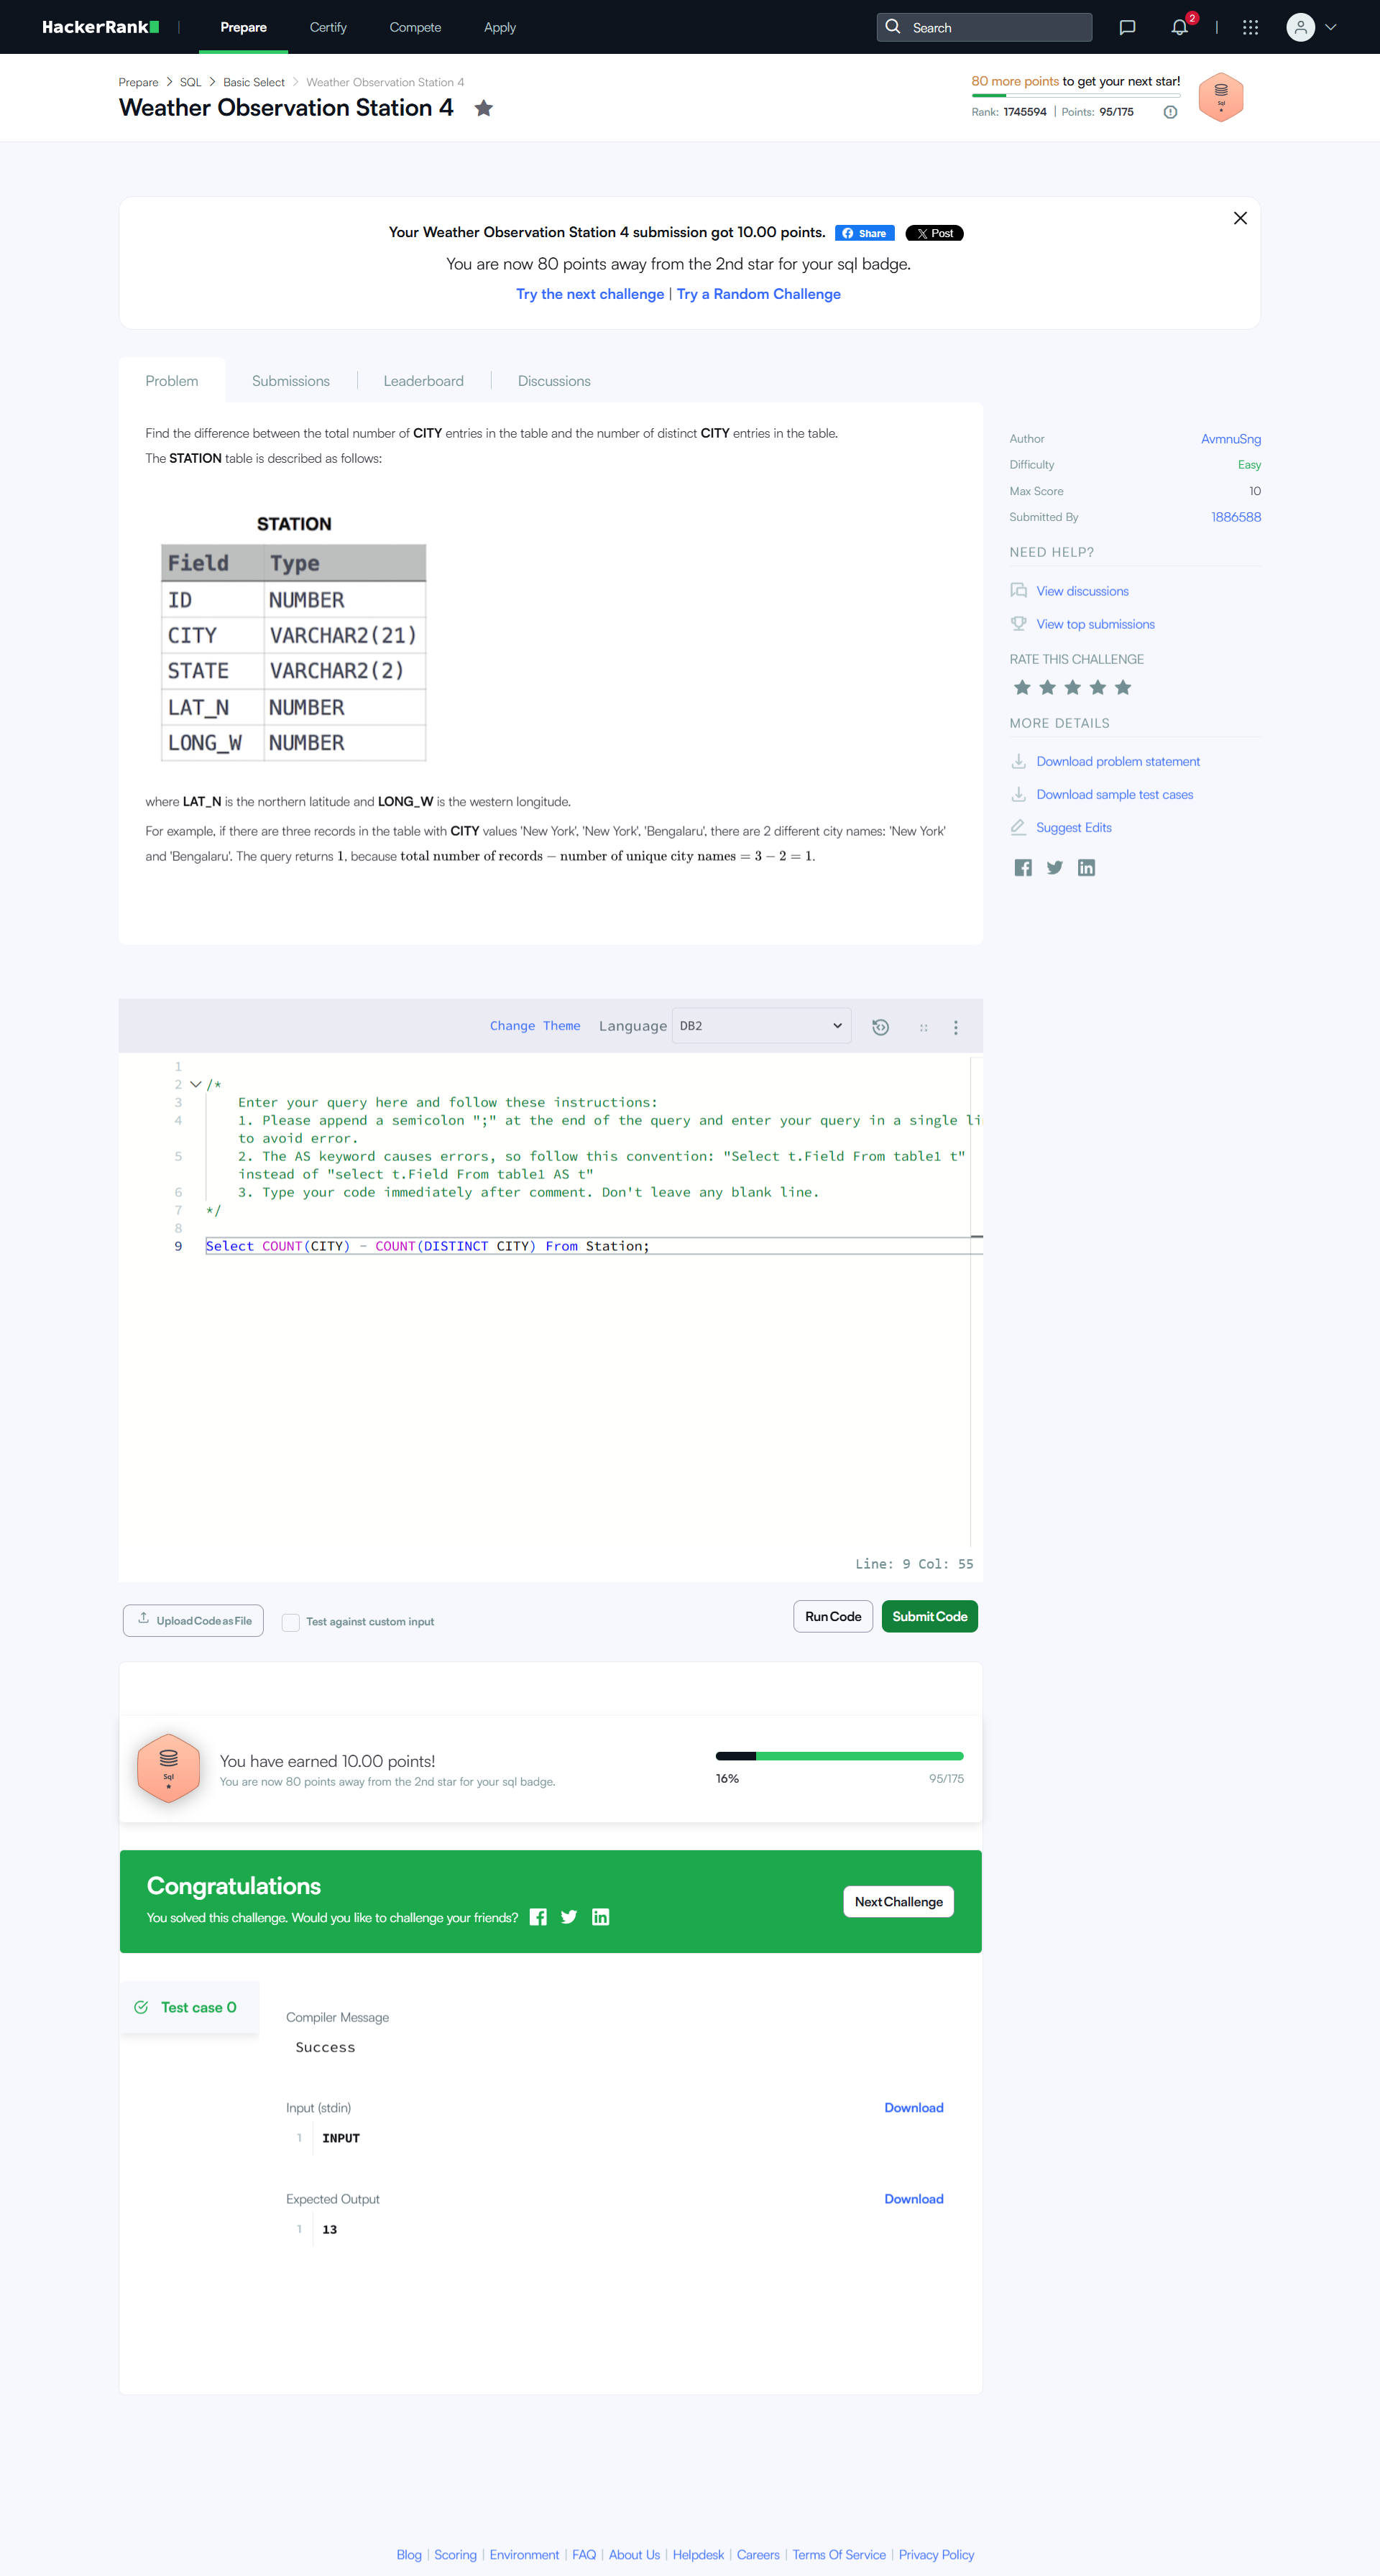 HackerRank
Prepare
Certify
Compete
Apply
Search
2
Prepare > SQL > Basic Select > Weather Observation Station 4
Weather Observation Station 4
80 more points to get your next star!
Rank: 1745594 | Points: 95/175
Sql
Your Weather Observation Station 4 submission got 10.00 points. Share X Post
You are now 80 points away from the 2nd star for your sql badge.
Try the next challenge | Try a Random Challenge
Problem
Submissions
Leaderboard
Discussions
Find the difference between the total number of CITY entries in the table and the number of distinct CITY entries in the table.
The STATION table is described as follows:
STATION
Field Type
ID NUMBER
CITY VARCHAR2(21)
STATE VARCHAR2(2)
LAT_N NUMBER
LONG_W NUMBER
where LAT_N is the northern latitude and LONG_W is the western longitude.
For example, if there are three records in the table with CITY values 'New York', 'New York', 'Bengalaru', there are 2 different city names: 'New York'
and 'Bengalaru'. The query returns 1, because total number of records − number of unique city names = 3 − 2 = 1.
Author AvmnuSng
Difficulty Easy
Max Score 10
Submitted By 1886588
NEED HELP?
View discussions
View top submissions
RATE THIS CHALLENGE
MORE DETAILS
Download problem statement
Download sample test cases
Suggest Edits
Change Theme Language DB2
1
2 /*
3 Enter your query here and follow these instructions:
4 1. Please append a semicolon ";" at the end of the query and enter your query in a single li
to avoid error.
5 2. The AS keyword causes errors, so follow this convention: "Select t.Field From table1 t"
instead of "select t.Field From table1 AS t"
6 3. Type your code immediately after comment. Don't leave any blank line.
7 */
8
9 Select COUNT(CITY) - COUNT(DISTINCT CITY) From Station;
Line: 9 Col: 55
Upload Code as File
Test against custom input
Run Code
Submit Code
Sql
You have earned 10.00 points!
You are now 80 points away from the 2nd star for your sql badge.
16% 95/175
Congratulations
You solved this challenge. Would you like to challenge your friends?
Next Challenge
Test case 0
Compiler Message
Success
Input (stdin) Download
1 INPUT
Expected Output Download
1 13
Blog | Scoring | Environment | FAQ | About Us | Helpdesk | Careers | Terms Of Service | Privacy Policy